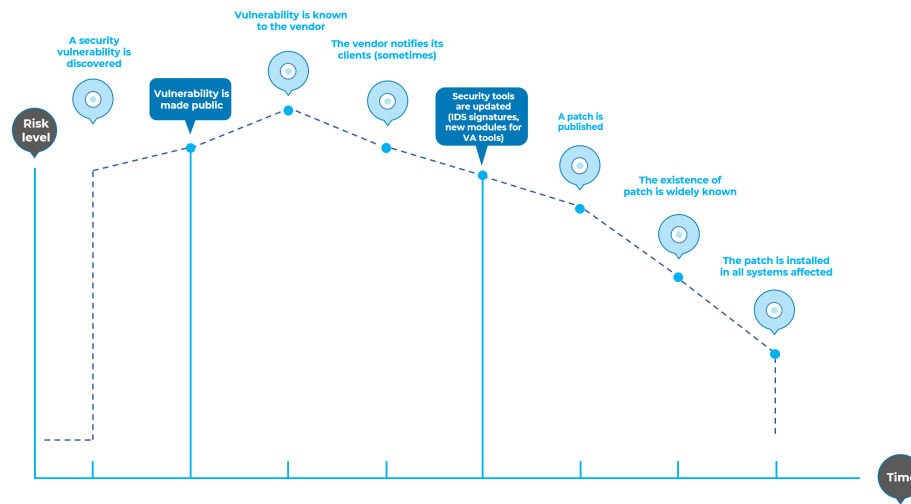 Vulnerability is known
to the vendor
A security
vulnerability is
discovered
The vendor notifies its
clients (sometimes)
Vulnerability is
made public
Security tools
are updated
(IDS signatures,
new modules for
VA tools)
A patch is
published
Risk
level
The existence of
patch is widely known
The patch is installed
in all systems affected
Time